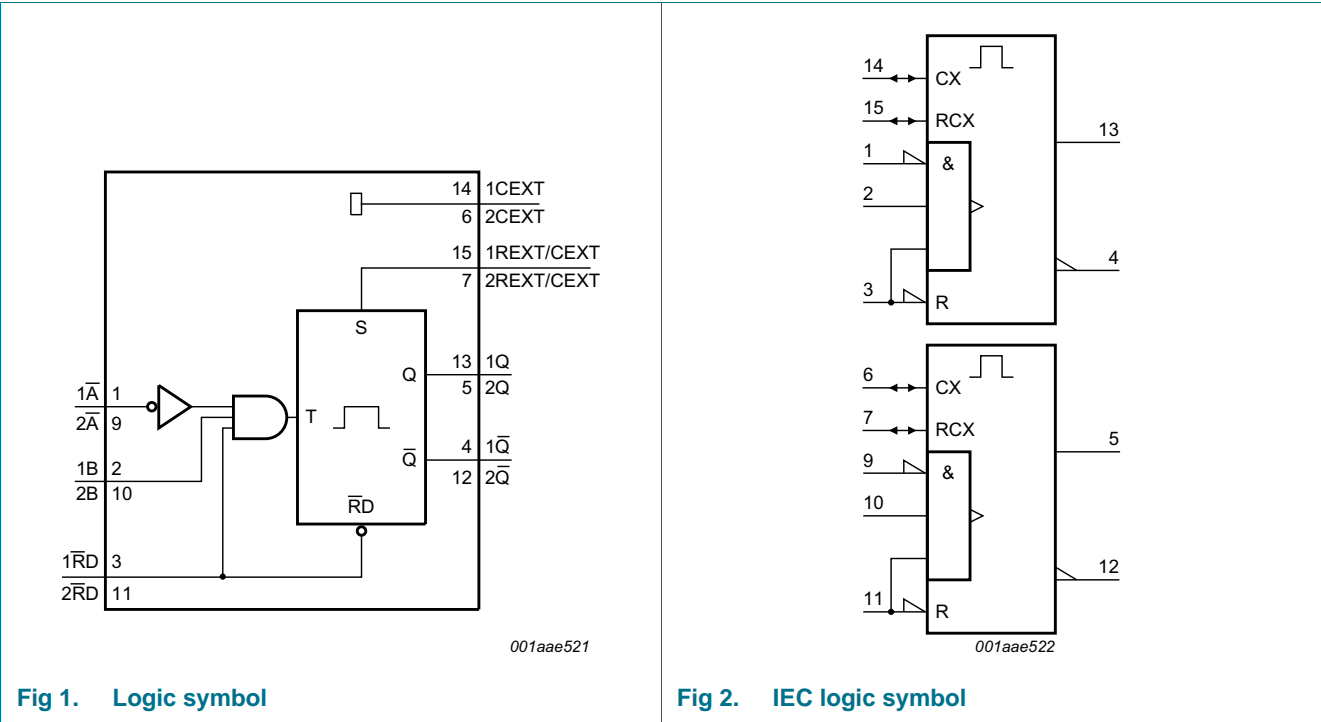 14 1CEXT
6 2CEXT
15 1REXT/CEXT
7 2REXT/CEXT
S
13 1Q
Q
5 2Q
1A̅ 1
T
2A̅ 9
4 1Q̅
Q̅
1B 2
12 2Q̅
2B 10
R̅D
1R̅D 3
2R̅D 11
001aae521
Fig 1. Logic symbol
14
CX
15
RCX
13
1
&
2
4
3
R
6
CX
7
RCX
5
9
&
10
12
11
R
001aae522
Fig 2. IEC logic symbol